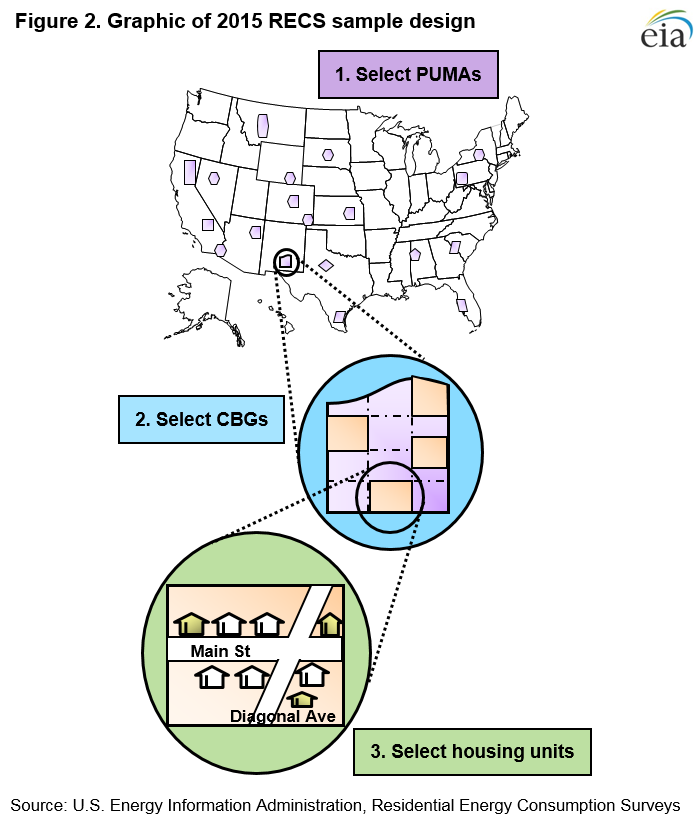 Figure 2. Graphic of 2015 RECS sample design
eia
1. Select PUMAs
2. Select CBGs
Main St
Diagonal Ave
3. Select housing units
Source: U.S. Energy Information Administration, Residential Energy Consumption Surveys